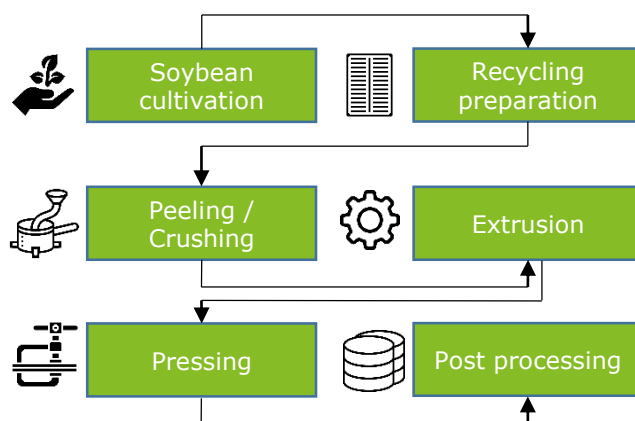 Soybean
cultivation
Recycling
preparation
Peeling /
Crushing
Extrusion
Pressing
Post processing